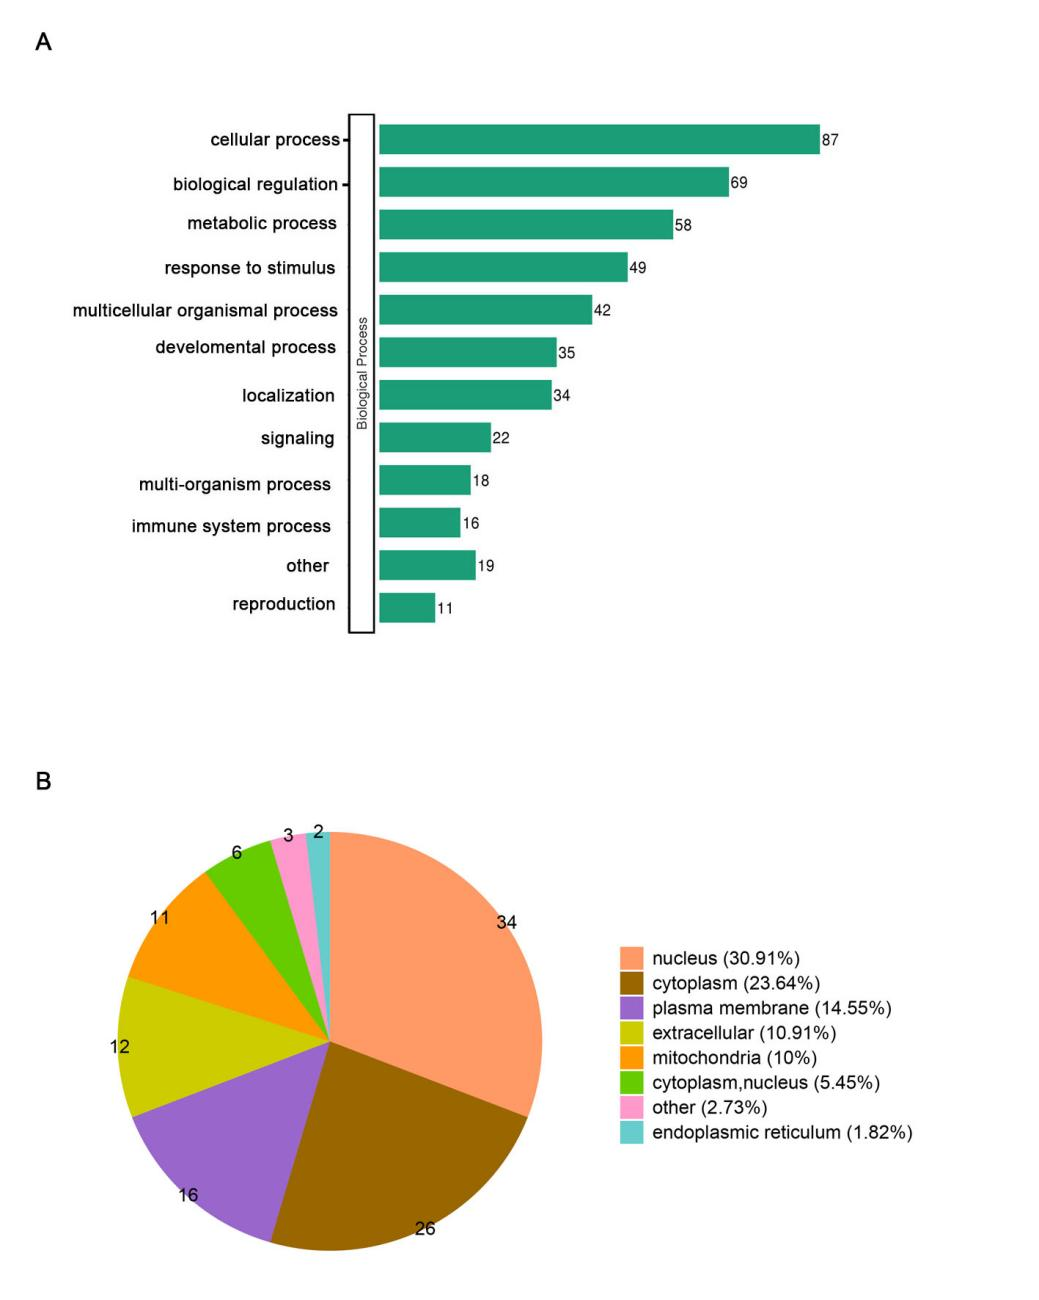 A
cellular process 87
biological regulation 69
metabolic process 58
response to stimulus 49
multicellular organismal process 42
develomental process 35
localization 34
signaling 22
multi-organism process 18
immune system process 16
other 19
reproduction 11
Biological Process
B
34
26
16
12
11
6
3
2
nucleus (30.91%)
cytoplasm (23.64%)
plasma membrane (14.55%)
extracellular (10.91%)
mitochondria (10%)
cytoplasm,nucleus (5.45%)
other (2.73%)
endoplasmic reticulum (1.82%)